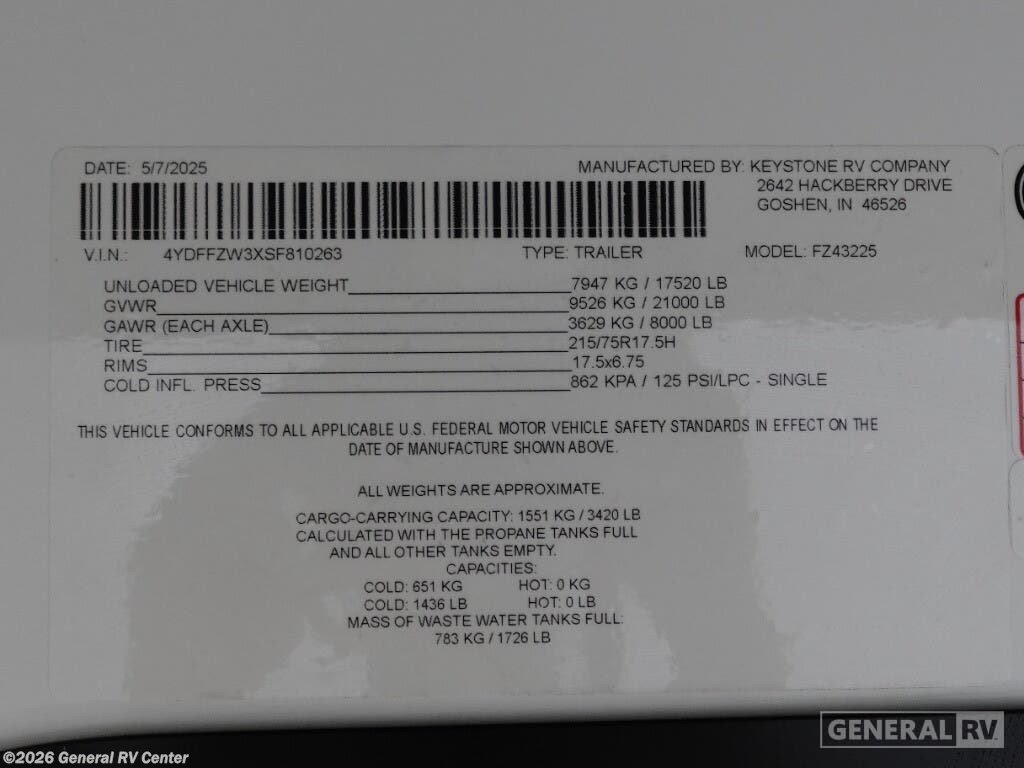 DATE: 5/7/2025
MANUFACTURED BY: KEYSTONE RV COMPANY
2642 HACKBERRY DRIVE
GOSHEN, IN 46526
V.I.N.: 4YDFFZW3XSF810263 TYPE: TRAILER MODEL: FZ43225
UNLOADED VEHICLE WEIGHT 7947 KG / 17520 LB
GVWR 9526 KG / 21000 LB
GAWR (EACH AXLE) 3629 KG / 8000 LB
TIRE 215/75R17.5H
RIMS 17.5x6.75
COLD INFL. PRESS 862 KPA / 125 PSI/LPC - SINGLE
THIS VEHICLE CONFORMS TO ALL APPLICABLE U.S. FEDERAL MOTOR VEHICLE SAFETY STANDARDS IN EFFECT ON THE
DATE OF MANUFACTURE SHOWN ABOVE.
ALL WEIGHTS ARE APPROXIMATE.
CARGO-CARRYING CAPACITY: 1551 KG / 3420 LB
CALCULATED WITH THE PROPANE TANKS FULL
AND ALL OTHER TANKS EMPTY.
CAPACITIES:
COLD: 651 KG HOT: 0 KG
COLD: 1436 LB HOT: 0 LB
MASS OF WASTE WATER TANKS FULL:
783 KG / 1726 LB
GENERAL RV
©2026 General RV Center